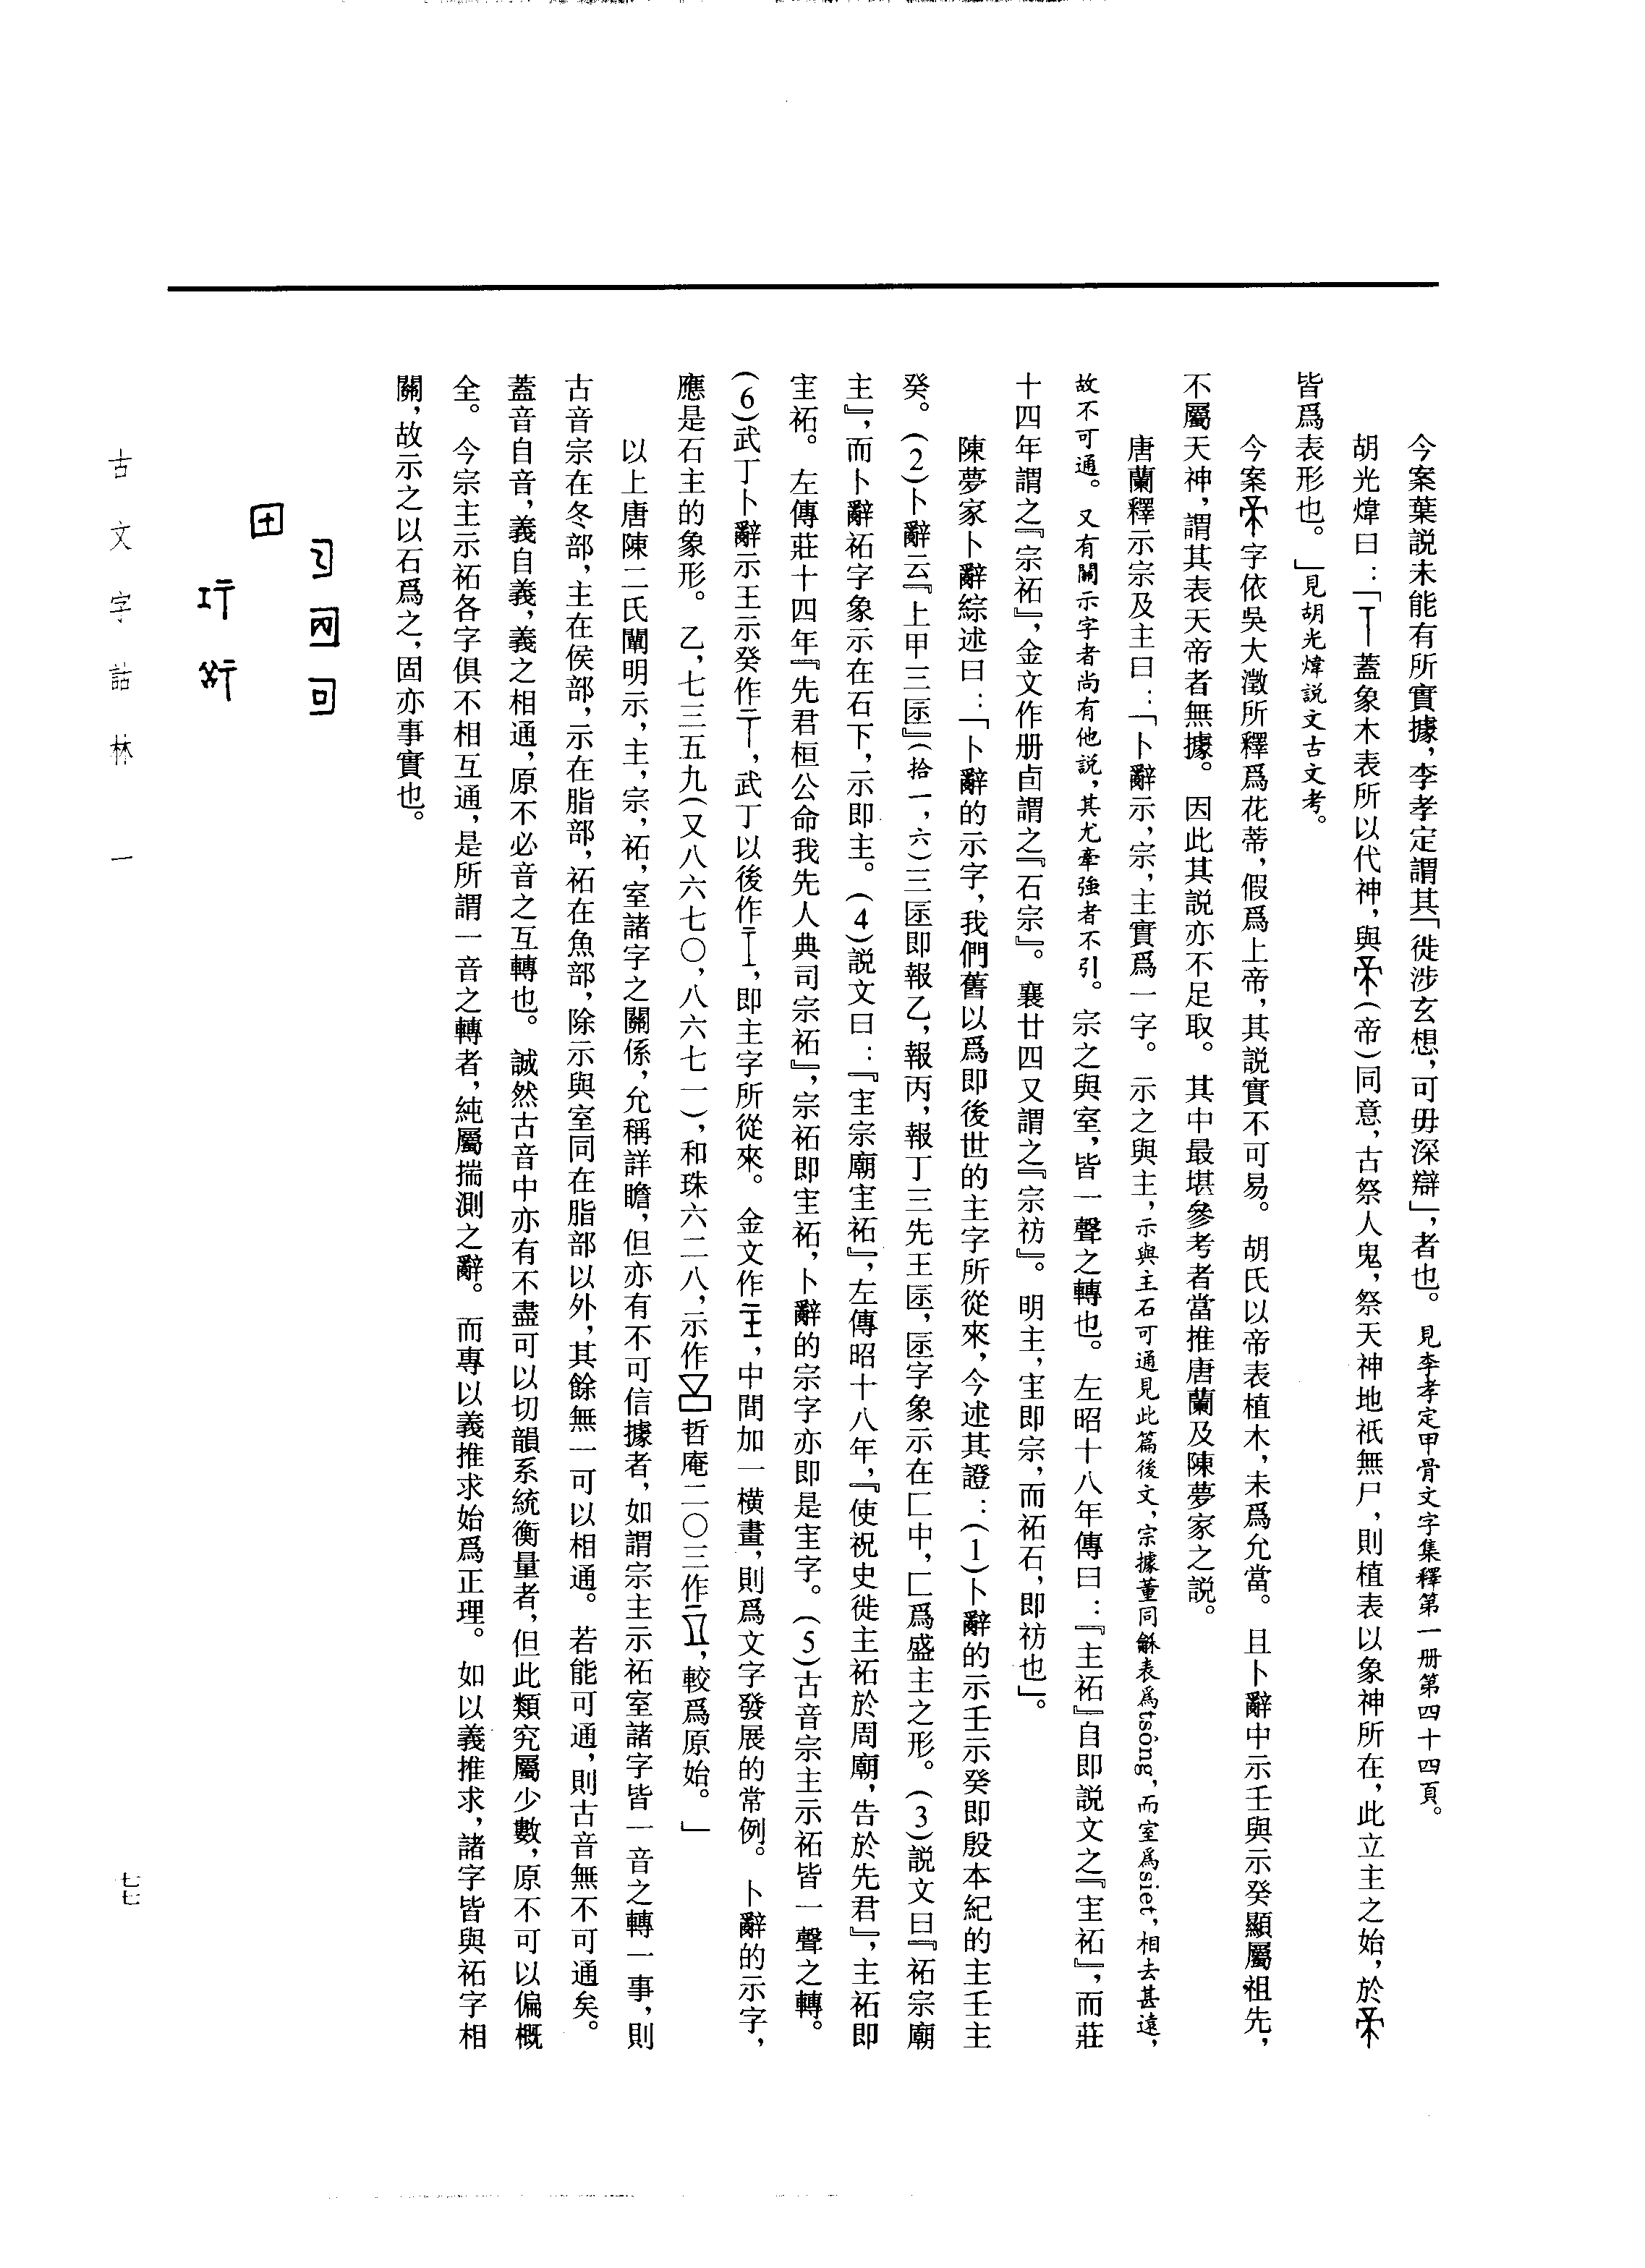 今案葉説未能有所實據，李孝定謂其「徙涉玄想，可毋深辯」，者也。見李孝定甲骨文字集釋第一册第四十四頁。
胡光煒曰：「丅蓋象木表所以代神，與（帝）同意，古祭人鬼，祭天神地衹無尸，則植表以象神所在，此立主之始，於
皆爲表形也。」見胡光煒説文古文考。
今案字依吳大澂所釋爲花蒂，假爲上帝，其説實不可易。胡氏以帝表植木，未爲允當。且卜辭中示壬與示癸顯屬祖先，
不屬天神，謂其表天帝者無據。因此其説亦不足取。其中最堪參考者當推唐蘭及陳夢家之説。
唐蘭釋示宗及主曰：「卜辭示，宗，主實爲一字。示之與主，示與主石可通見此篇後文，宗據董同龢表爲tsông，而室爲siet，相去甚遠，
故不可通。又有關示字者尚有他説，其尤牽強者不引。宗之與室，皆一聲之轉也。左昭十八年傳曰：『主祏』自即説文之『宔祏』，而莊
十四年謂之『宗祏』，金文作册卣謂之『石宗』。襄廿四又謂之『宗祊』。明主，宔即宗，而祏石，即祊也」。
陳夢家卜辭綜述曰：「卜辭的示字，我們舊以爲即後世的主字所從來，今述其證：（1）卜辭的示壬示癸即殷本紀的主壬主
癸。（2）卜辭云『上甲三匞』（拾一，六）三匞即報乙，報丙，報丁三先王匞，匞字象示在匚中，匚爲盛主之形。（3）説文曰『祏宗廟
主』，而卜辭祏字象示在石下，示即主。（4）説文曰：『宔宗廟宔祏』，左傳昭十八年，『使祝史徙主祏於周廟，告於先君』，主祏即
宔祏。左傳莊十四年『先君桓公命我先人典司宗祏』，宗祏即宔祏，卜辭的宗字亦即是宔字。（5）古音宗主示祏皆一聲之轉。
（6）武丁卜辭示壬示癸作，武丁以後作，即主字所從來。金文作，中間加一橫畫，則爲文字發展的常例。卜辭的示字，
應是石主的象形。乙，七三五九（又八六七〇，八六七一），和珠六二八，示作哲庵二〇三作，較爲原始。」
以上唐陳二氏闡明示，主，宗，祏，室諸字之關係，允稱詳瞻，但亦有不可信據者，如謂宗主示祏室諸字皆一音之轉一事，則
古音宗在冬部，主在侯部，示在脂部，祏在魚部，除示與室同在脂部以外，其餘無一可以相通。若能可通，則古音無不可通矣。
蓋音自音，義自義，義之相通，原不必音之互轉也。誠然古音中亦有不盡可以切韻系統衡量者，但此類究屬少數，原不可以偏概
全。今宗主示祏各字俱不相互通，是所謂一音之轉者，純屬揣測之辭。而專以義推求始爲正理。如以義推求，諸字皆與祏字相
關，故示之以石爲之，固亦事實也。
古文字詁林 一
七七